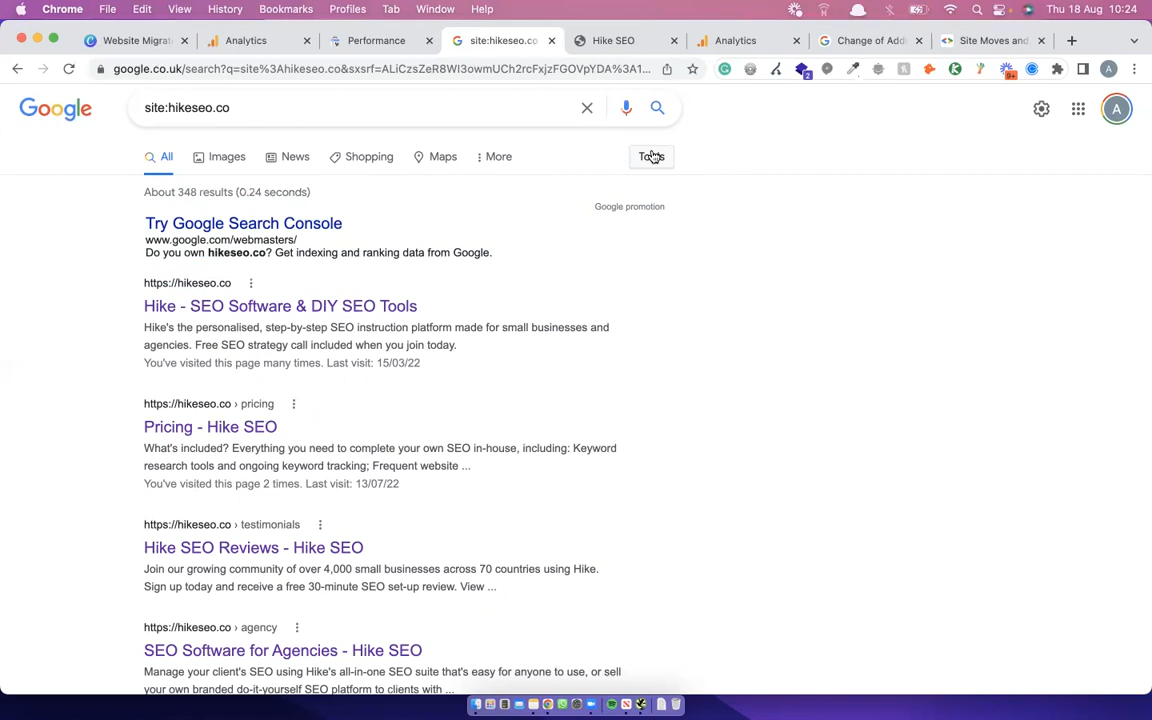 Chrome File Edit View History Bookmarks Profiles Tab Window Help Thu 18 Aug 10:24
Website Migrat Analytics Performance site:hikeseo.co Hike SEO Analytics Change of Add Site Moves and
google.co.uk/search?q=site%3Ahikeseo.co&sxsrf=ALiCzsZeR8WI3owmUCh2rcFxjzFGOVpYDA%3A1... 2 9+ A
Google site:hikeseo.co A
All Images News Shopping Maps More Tools
About 348 results (0.24 seconds)
Google promotion
Try Google Search Console
www.google.com/webmasters/
Do you own hikeseo.co? Get indexing and ranking data from Google.
https://hikeseo.co
Hike - SEO Software & DIY SEO Tools
Hike's the personalised, step-by-step SEO instruction platform made for small businesses and
agencies. Free SEO strategy call included when you join today.
You've visited this page many times. Last visit: 15/03/22
https://hikeseo.co › pricing
Pricing - Hike SEO
What's included? Everything you need to complete your own SEO in-house, including: Keyword
research tools and ongoing keyword tracking; Frequent website ...
You've visited this page 2 times. Last visit: 13/07/22
https://hikeseo.co › testimonials
Hike SEO Reviews - Hike SEO
Join our growing community of over 4,000 small businesses across 70 countries using Hike.
Sign up today and receive a free 30-minute SEO set-up review. View ...
https://hikeseo.co › agency
SEO Software for Agencies - Hike SEO
Manage your client's SEO using Hike's all-in-one SEO suite that's easy for anyone to use, or sell
your own branded do-it-yourself SEO platform to clients with ...